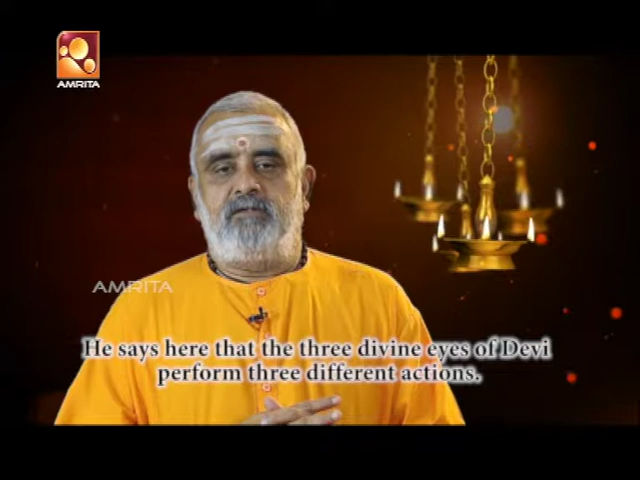 AMRITA
AMRITA
He says here that the three divine eyes of Devi
perform three different actions.